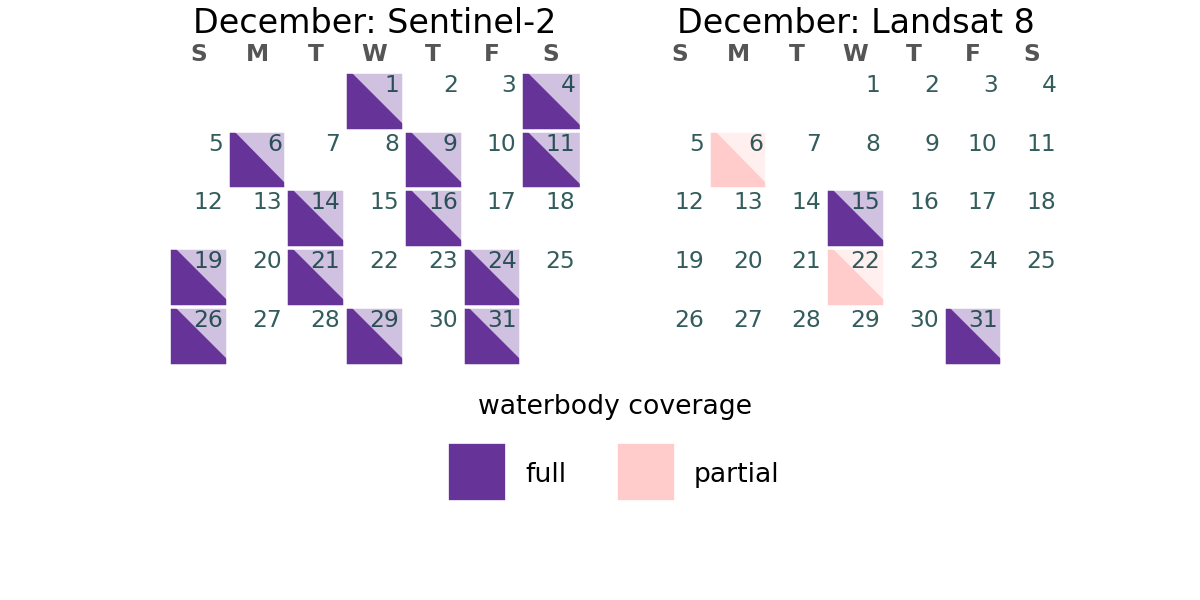 December: Sentinel-2
S M T W T F S
1 2 3 4
5 6 7 8 9 10 11
12 13 14 15 16 17 18
19 20 21 22 23 24 25
26 27 28 29 30 31
December: Landsat 8
S M T W T F S
1 2 3 4
5 6 7 8 9 10 11
12 13 14 15 16 17 18
19 20 21 22 23 24 25
26 27 28 29 30 31
waterbody coverage
full partial